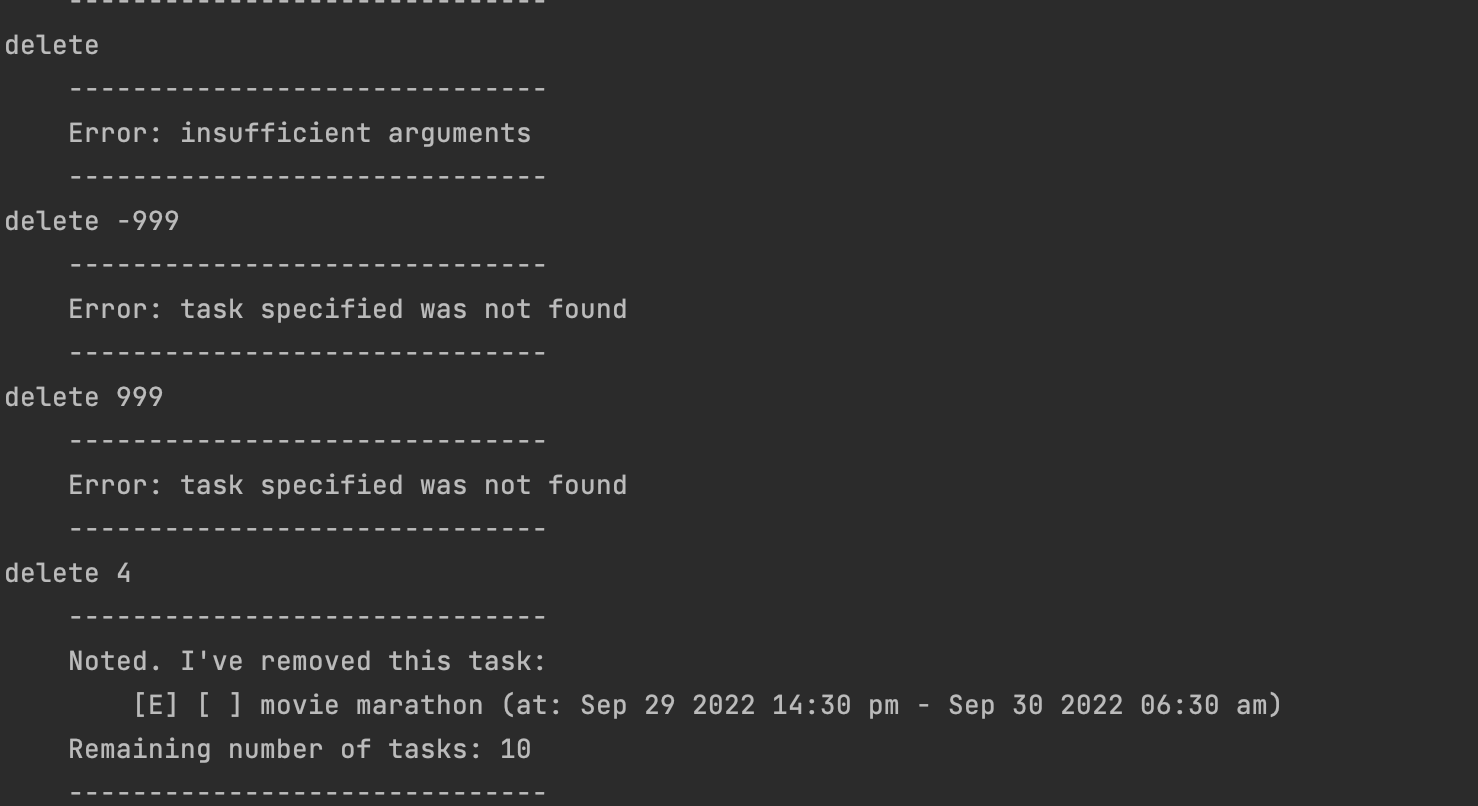 ------------------------------
delete
    ------------------------------
    Error: insufficient arguments
    ------------------------------
delete -999
    ------------------------------
    Error: task specified was not found
    ------------------------------
delete 999
    ------------------------------
    Error: task specified was not found
    ------------------------------
delete 4
    ------------------------------
    Noted. I've removed this task:
        [E] [ ] movie marathon (at: Sep 29 2022 14:30 pm - Sep 30 2022 06:30 am)
    Remaining number of tasks: 10
    ------------------------------